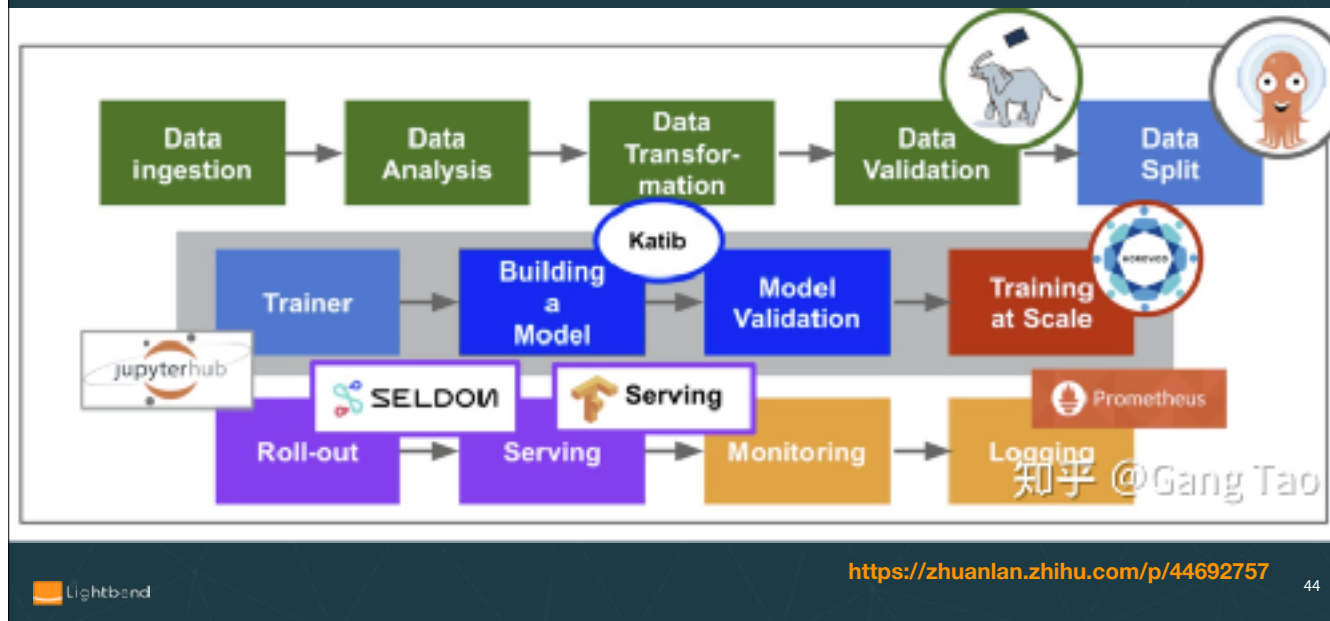 Data
ingestion
Data
Analysis
Data
Transfor-
mation
Data
Validation
Data
Split
Katib
Trainer
Building
a
Model
Model
Validation
Training
at Scale
jupyterhub
SELDON
Serving
Prometheus
Roll-out
Serving
Monitoring
Logging
知乎 @Gang Tao
https://zhuanlan.zhihu.com/p/44692757
Lightbend
44